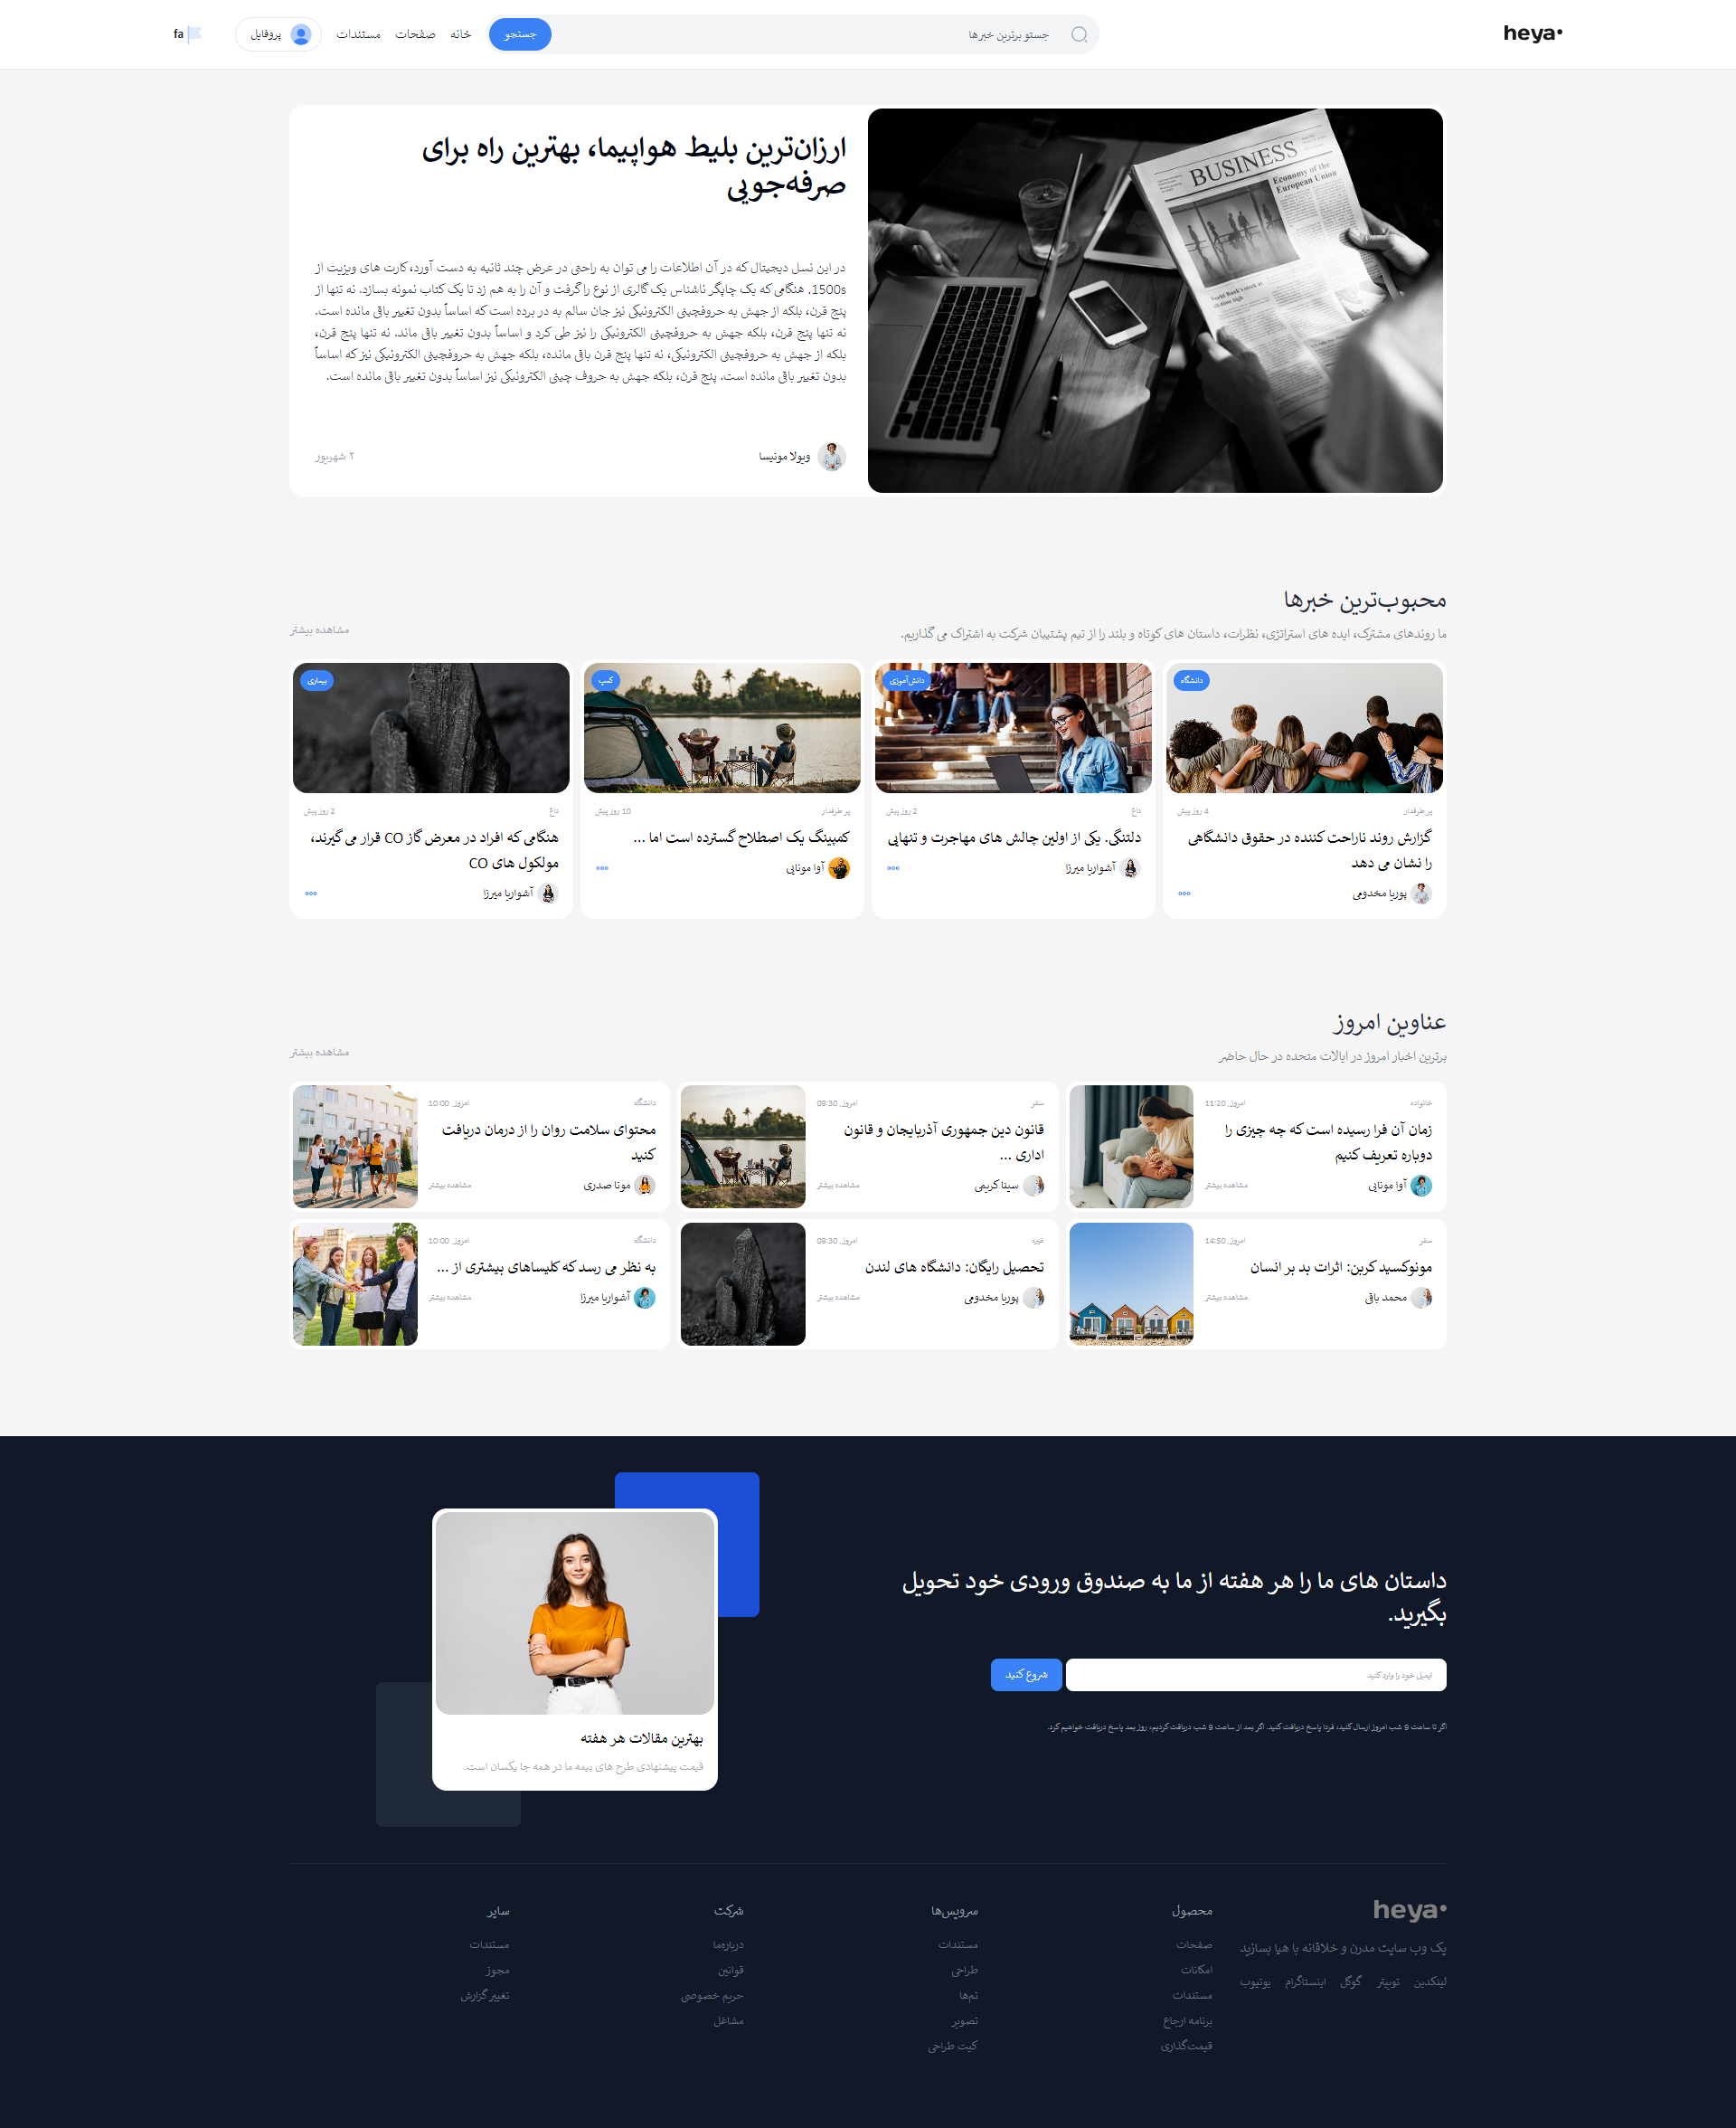 heya•
جستجو برترین خبرها
جستجو
خانه
صفحات
مستندات
پروفایل
fa
BUSINESS
Economy of the
European Union
World Bank's stock at
ارزان‌ترین بلیط هواپیما، بهترین راه برای
صرفه‌جویی
در این نسل دیجیتال که در آن اطلاعات را می توان به راحتی در عرض چند ثانیه به دست آورد، کارت های ویزیت از
1500s. هنگامی که یک چاپگر ناشناس یک گالری از نوع را گرفت و آن را به هم زد تا یک کتاب نمونه بسازد. نه تنها از
پنج قرن، بلکه از جهش به حروفچینی الکترونیکی نیز جان سالم به در برده است که اساساً بدون تغییر باقی مانده است.
نه تنها پنج قرن، بلکه جهش به حروفچینی الکترونیکی را نیز طی کرد و اساساً بدون تغییر باقی ماند. نه تنها پنج قرن،
بلکه از جهش به حروفچینی الکترونیکی، نه تنها پنج قرن باقی مانده، بلکه جهش به حروفچینی الکترونیکی نیز که اساساً
بدون تغییر باقی مانده است. پنج قرن، بلکه جهش به حروف چینی الکترونیکی نیز اساساً بدون تغییر باقی مانده است.
ویولا مونیسا
۲ شهریور
محبوب‌ترین خبرها
ما روندهای مشترک، ایده های استراتژی، نظرات، داستان های کوتاه و بلند را از تیم پشتیبان شرکت به اشتراک می گذاریم.
مشاهده بیشتر
دانشگاه
پر طرفدار
4 روز پیش
گزارش روند ناراحت کننده در حقوق دانشگاهی
را نشان می دهد
پوریا مخدومی
دانش‌آموزی
داغ
2 روز پیش
دلتنگی. یکی از اولین چالش های مهاجرت و تنهایی
آشواریا میرزا
کمپ
پر طرفدار
10 روز پیش
کمپینگ یک اصطلاح گسترده است اما ...
آوا مونایی
بیماری
داغ
2 روز پیش
هنگامی که افراد در معرض گاز CO قرار می گیرند،
مولکول های CO
آشواریا میرزا
عناوین امروز
برترین اخبار امروز در ایالات متحده در حال حاضر
مشاهده بیشتر
خانواده
امروز, 11:20
زمان آن فرا رسیده است که چه چیزی را
دوباره تعریف کنیم
آوا مونایی
مشاهده بیشتر
سفر
امروز, 09:30
قانون دین جمهوری آذربایجان و قانون
اداری ...
سینا کریمی
مشاهده بیشتر
دانشگاه
امروز, 10:00
محتوای سلامت روان را از درمان دریافت
کنید
مونا صدری
مشاهده بیشتر
سفر
امروز, 14:50
مونوکسید کربن: اثرات بد بر انسان
محمد باقی
مشاهده بیشتر
غیره
امروز, 09:30
تحصیل رایگان: دانشگاه های لندن
پوریا مخدومی
مشاهده بیشتر
دانشگاه
امروز, 10:00
به نظر می رسد که کلیساهای بیشتری از ...
آشواریا میرزا
مشاهده بیشتر
داستان های ما را هر هفته از ما به صندوق ورودی خود تحویل
بگیرید.
ایمیل خود را وارد کنید
شروع کنید
اگر تا ساعت 9 شب امروز ارسال کنید، فردا پاسخ دریافت کنید. اگر بعد از ساعت 9 شب دریافت کردیم، روز بعد پاسخ دریافت خواهیم کرد.
بهترین مقالات هر هفته
قیمت پیشنهادی طرح های بیمه ما در همه جا یکسان است.
heya•
یک وب سایت مدرن و خلاقانه با هیا بسازید
لینکدین
توییتر
گوگل
اینستاگرام
یوتیوب
محصول
صفحات
امکانات
مستندات
برنامه ارجاع
قیمت‌گذاری
سرویس‌ها
مستندات
طراحی
تم‌ها
تصویر
کیت طراحی
شرکت
درباره‌ما
قوانین
حریم خصوصی
مشاغل
سایر
مستندات
مجوز
تغییر گزارش